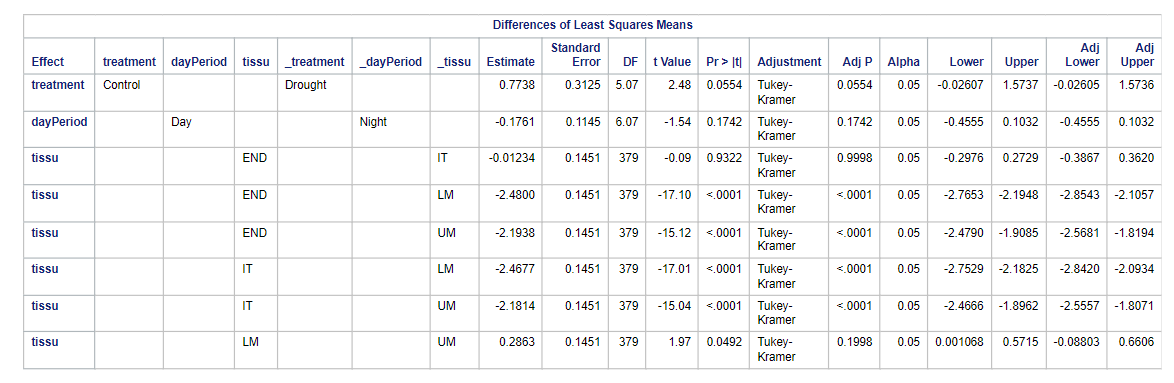 Differences of Least Squares Means
Effect treatment dayPeriod tissu _treatment _dayPeriod _tissu Estimate Standard Error DF t Value Pr > |t| Adjustment Adj P Alpha Lower Upper Adj Lower Adj Upper
treatment Control Drought 0.7738 0.3125 5.07 2.48 0.0554 Tukey-Kramer 0.0554 0.05 -0.02607 1.5737 -0.02605 1.5736
dayPeriod Day Night -0.1761 0.1145 6.07 -1.54 0.1742 Tukey-Kramer 0.1742 0.05 -0.4555 0.1032 -0.4555 0.1032
tissu END IT -0.01234 0.1451 379 -0.09 0.9322 Tukey-Kramer 0.9998 0.05 -0.2976 0.2729 -0.3867 0.3620
tissu END LM -2.4800 0.1451 379 -17.10 <.0001 Tukey-Kramer <.0001 0.05 -2.7653 -2.1948 -2.8543 -2.1057
tissu END UM -2.1938 0.1451 379 -15.12 <.0001 Tukey-Kramer <.0001 0.05 -2.4790 -1.9085 -2.5681 -1.8194
tissu IT LM -2.4677 0.1451 379 -17.01 <.0001 Tukey-Kramer <.0001 0.05 -2.7529 -2.1825 -2.8420 -2.0934
tissu IT UM -2.1814 0.1451 379 -15.04 <.0001 Tukey-Kramer <.0001 0.05 -2.4666 -1.8962 -2.5557 -1.8071
tissu LM UM 0.2863 0.1451 379 1.97 0.0492 Tukey-Kramer 0.1998 0.05 0.001068 0.5715 -0.08803 0.6606